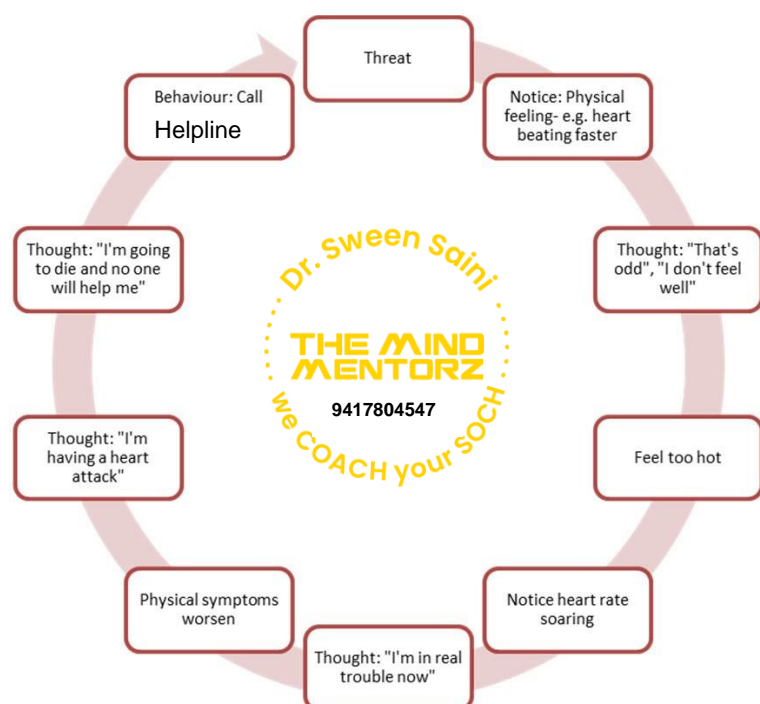 Threat
Notice: Physical
feeling- e.g. heart
beating faster
Thought: "That's
odd", "I don't feel
well"
Feel too hot
Notice heart rate
soaring
Thought: "I'm in real
trouble now"
Physical symptoms
worsen
Thought: "I'm
having a heart
attack"
Thought: "I'm going
to die and no one
will help me"
Behaviour: Call
Helpline
Dr. Sween Saini
THE MIND
MENTORZ
9417804547
we COACH your SOCH